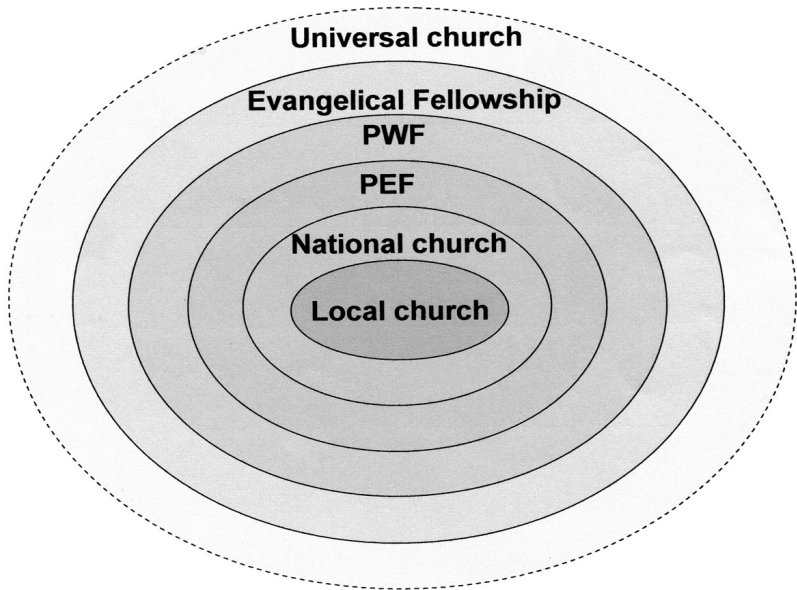 Universal church
Evangelical Fellowship
PWF
PEF
National church
Local church